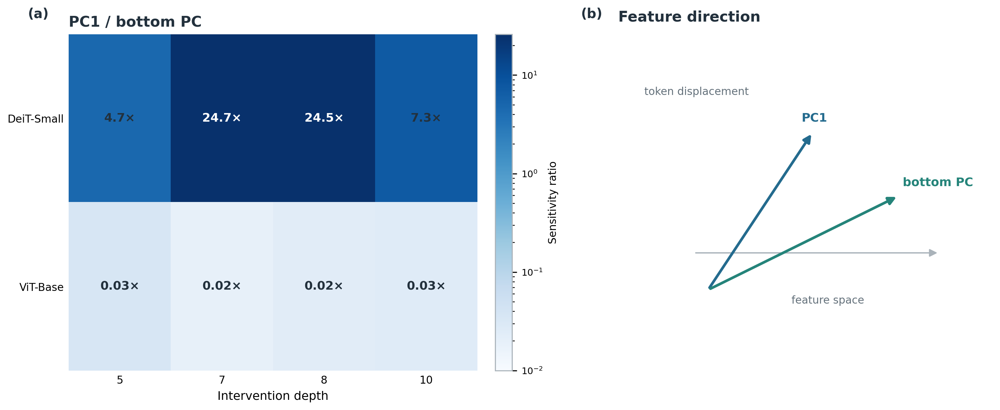 (a)
PC1 / bottom PC
DeiT-Small
4.7× 24.7× 24.5× 7.3×
ViT-Base
0.03× 0.02× 0.02× 0.03×
5 7 8 10
Intervention depth
10¹
10⁰
10⁻¹
10⁻²
Sensitivity ratio
(b)
Feature direction
token displacement
PC1
bottom PC
feature space